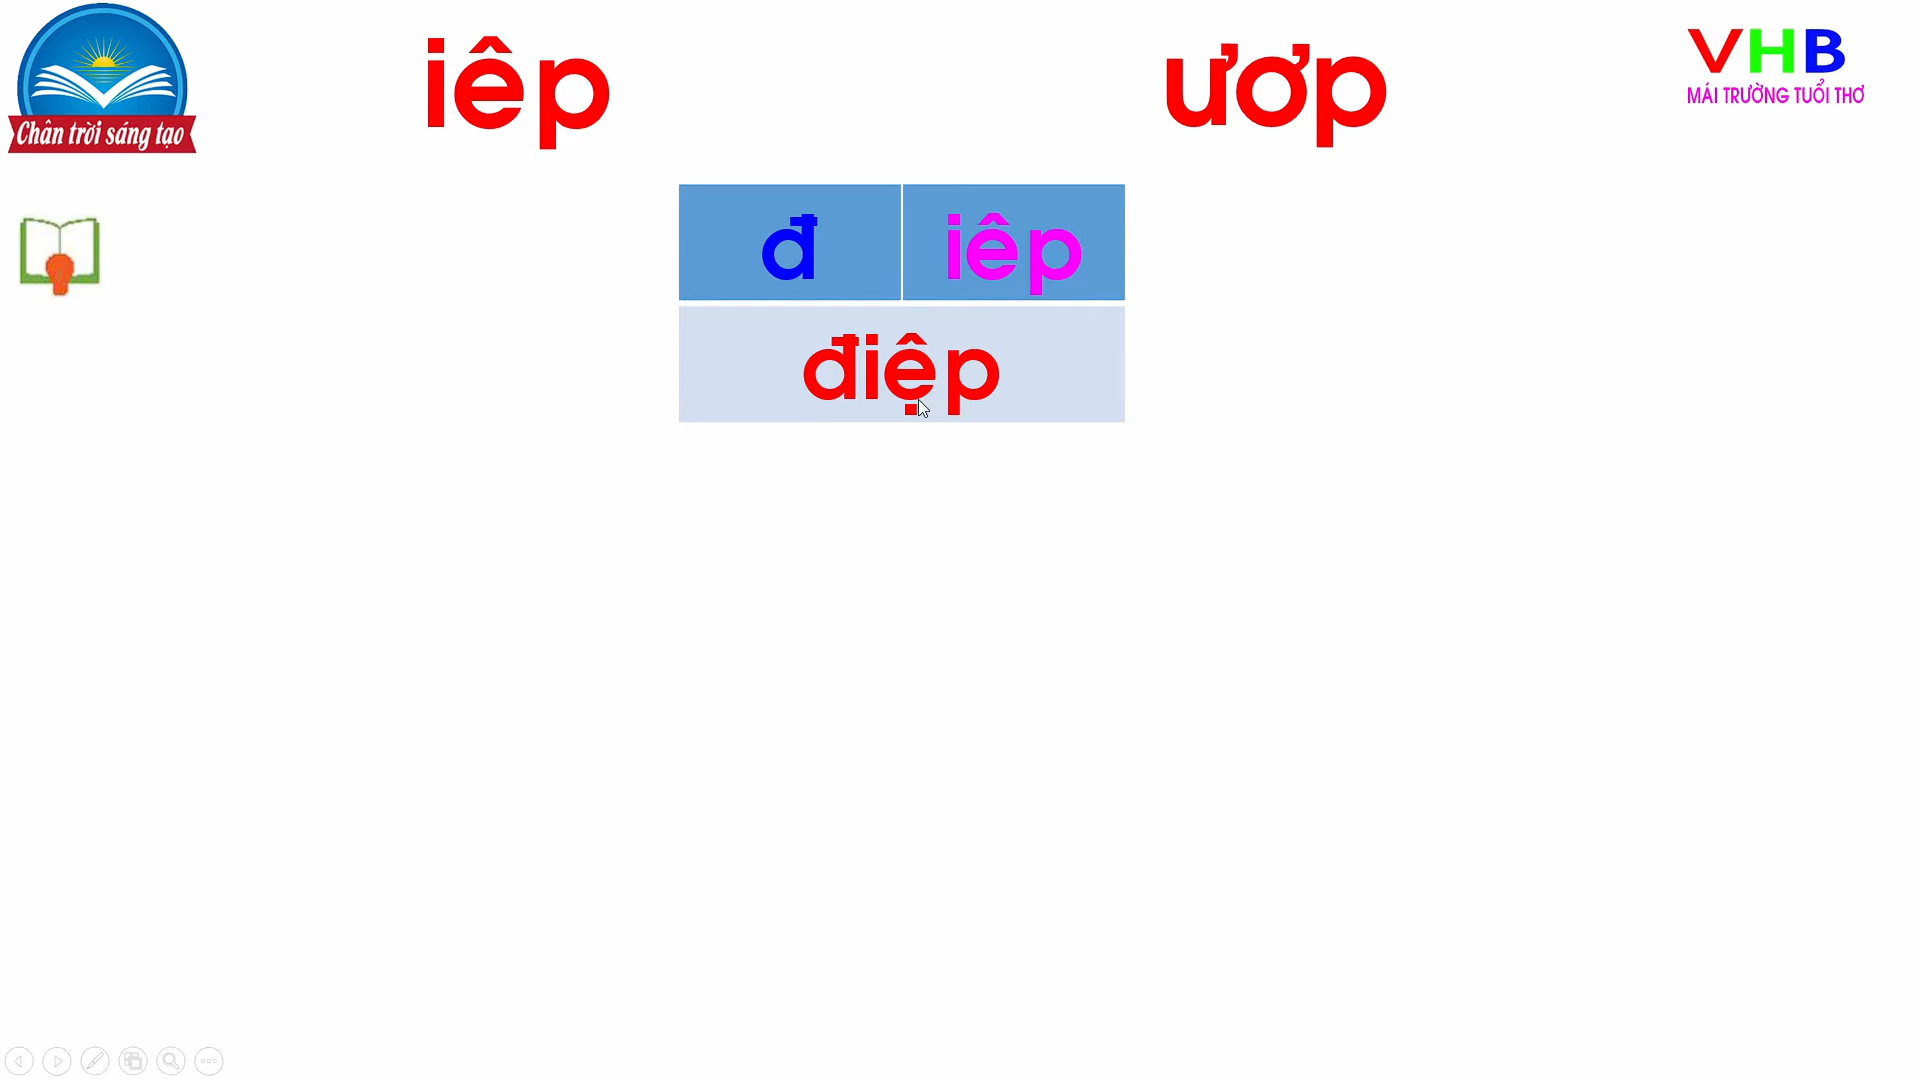 iêp
ươp
VHB
MÁI TRƯỜNG TUỔI THƠ
Chân trời sáng tạo
đ
iêp
điệp